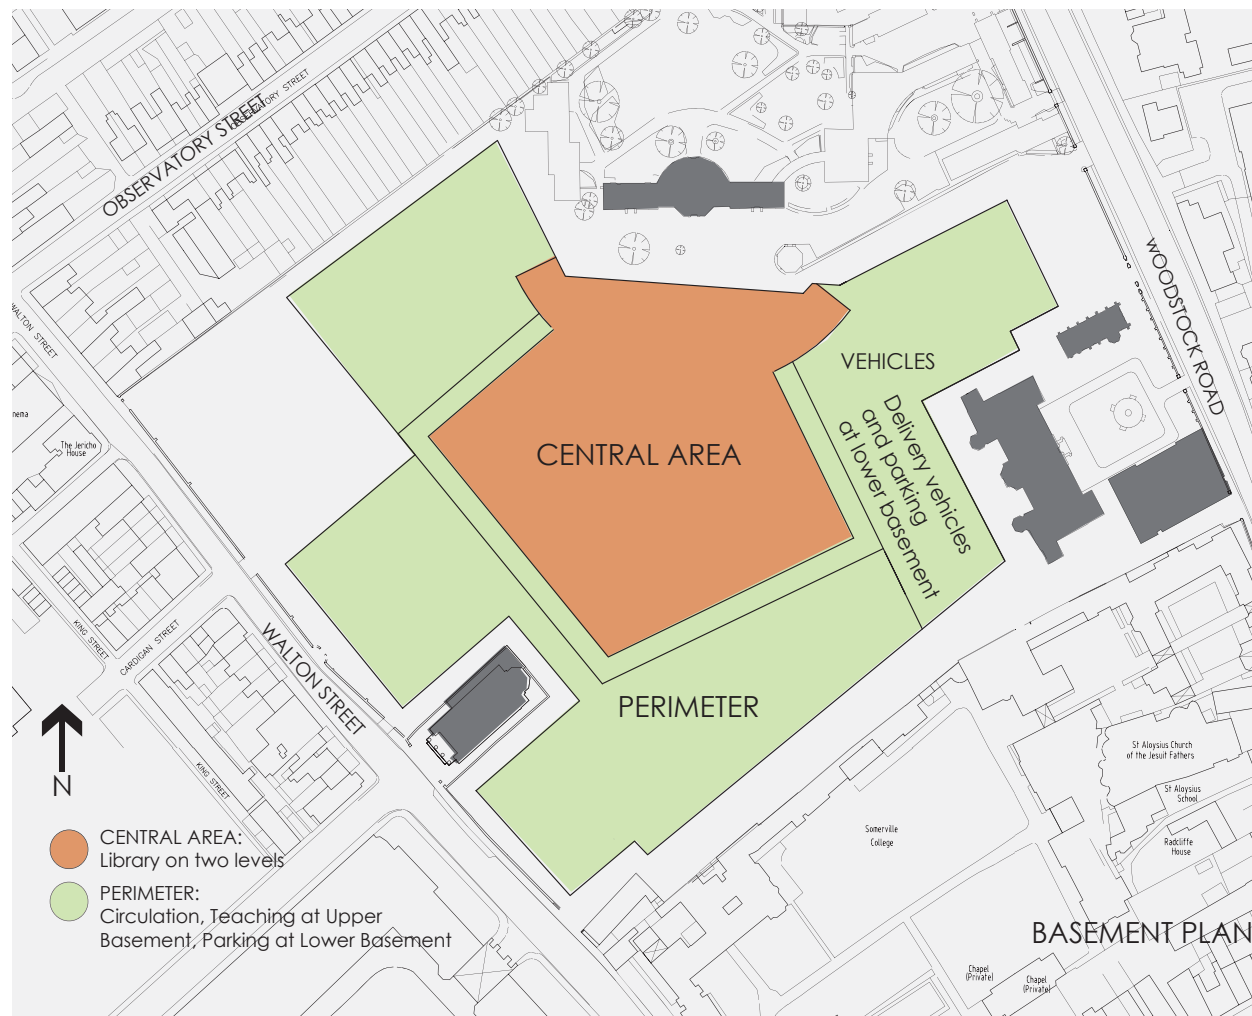 OBSERVATORY STREET
OBSERVATORY STREET
WALTON STREET
WOODSTOCK ROAD
The Jericho
House
VEHICLES
Delivery vehicles
and parking
at lower basement
CENTRAL AREA
KING STREET
CARDIGAN STREET
WALTON STREET
PERIMETER
KING STREET
N
St Aloysius Church
of the Jesuit Fathers
St Aloysius
School
Radcliffe
House
Somerville
College
CENTRAL AREA:
Library on two levels
PERIMETER:
Circulation, Teaching at Upper
Basement, Parking at Lower Basement
BASEMENT PLAN
Chapel
(Private)
Chapel
(Private)